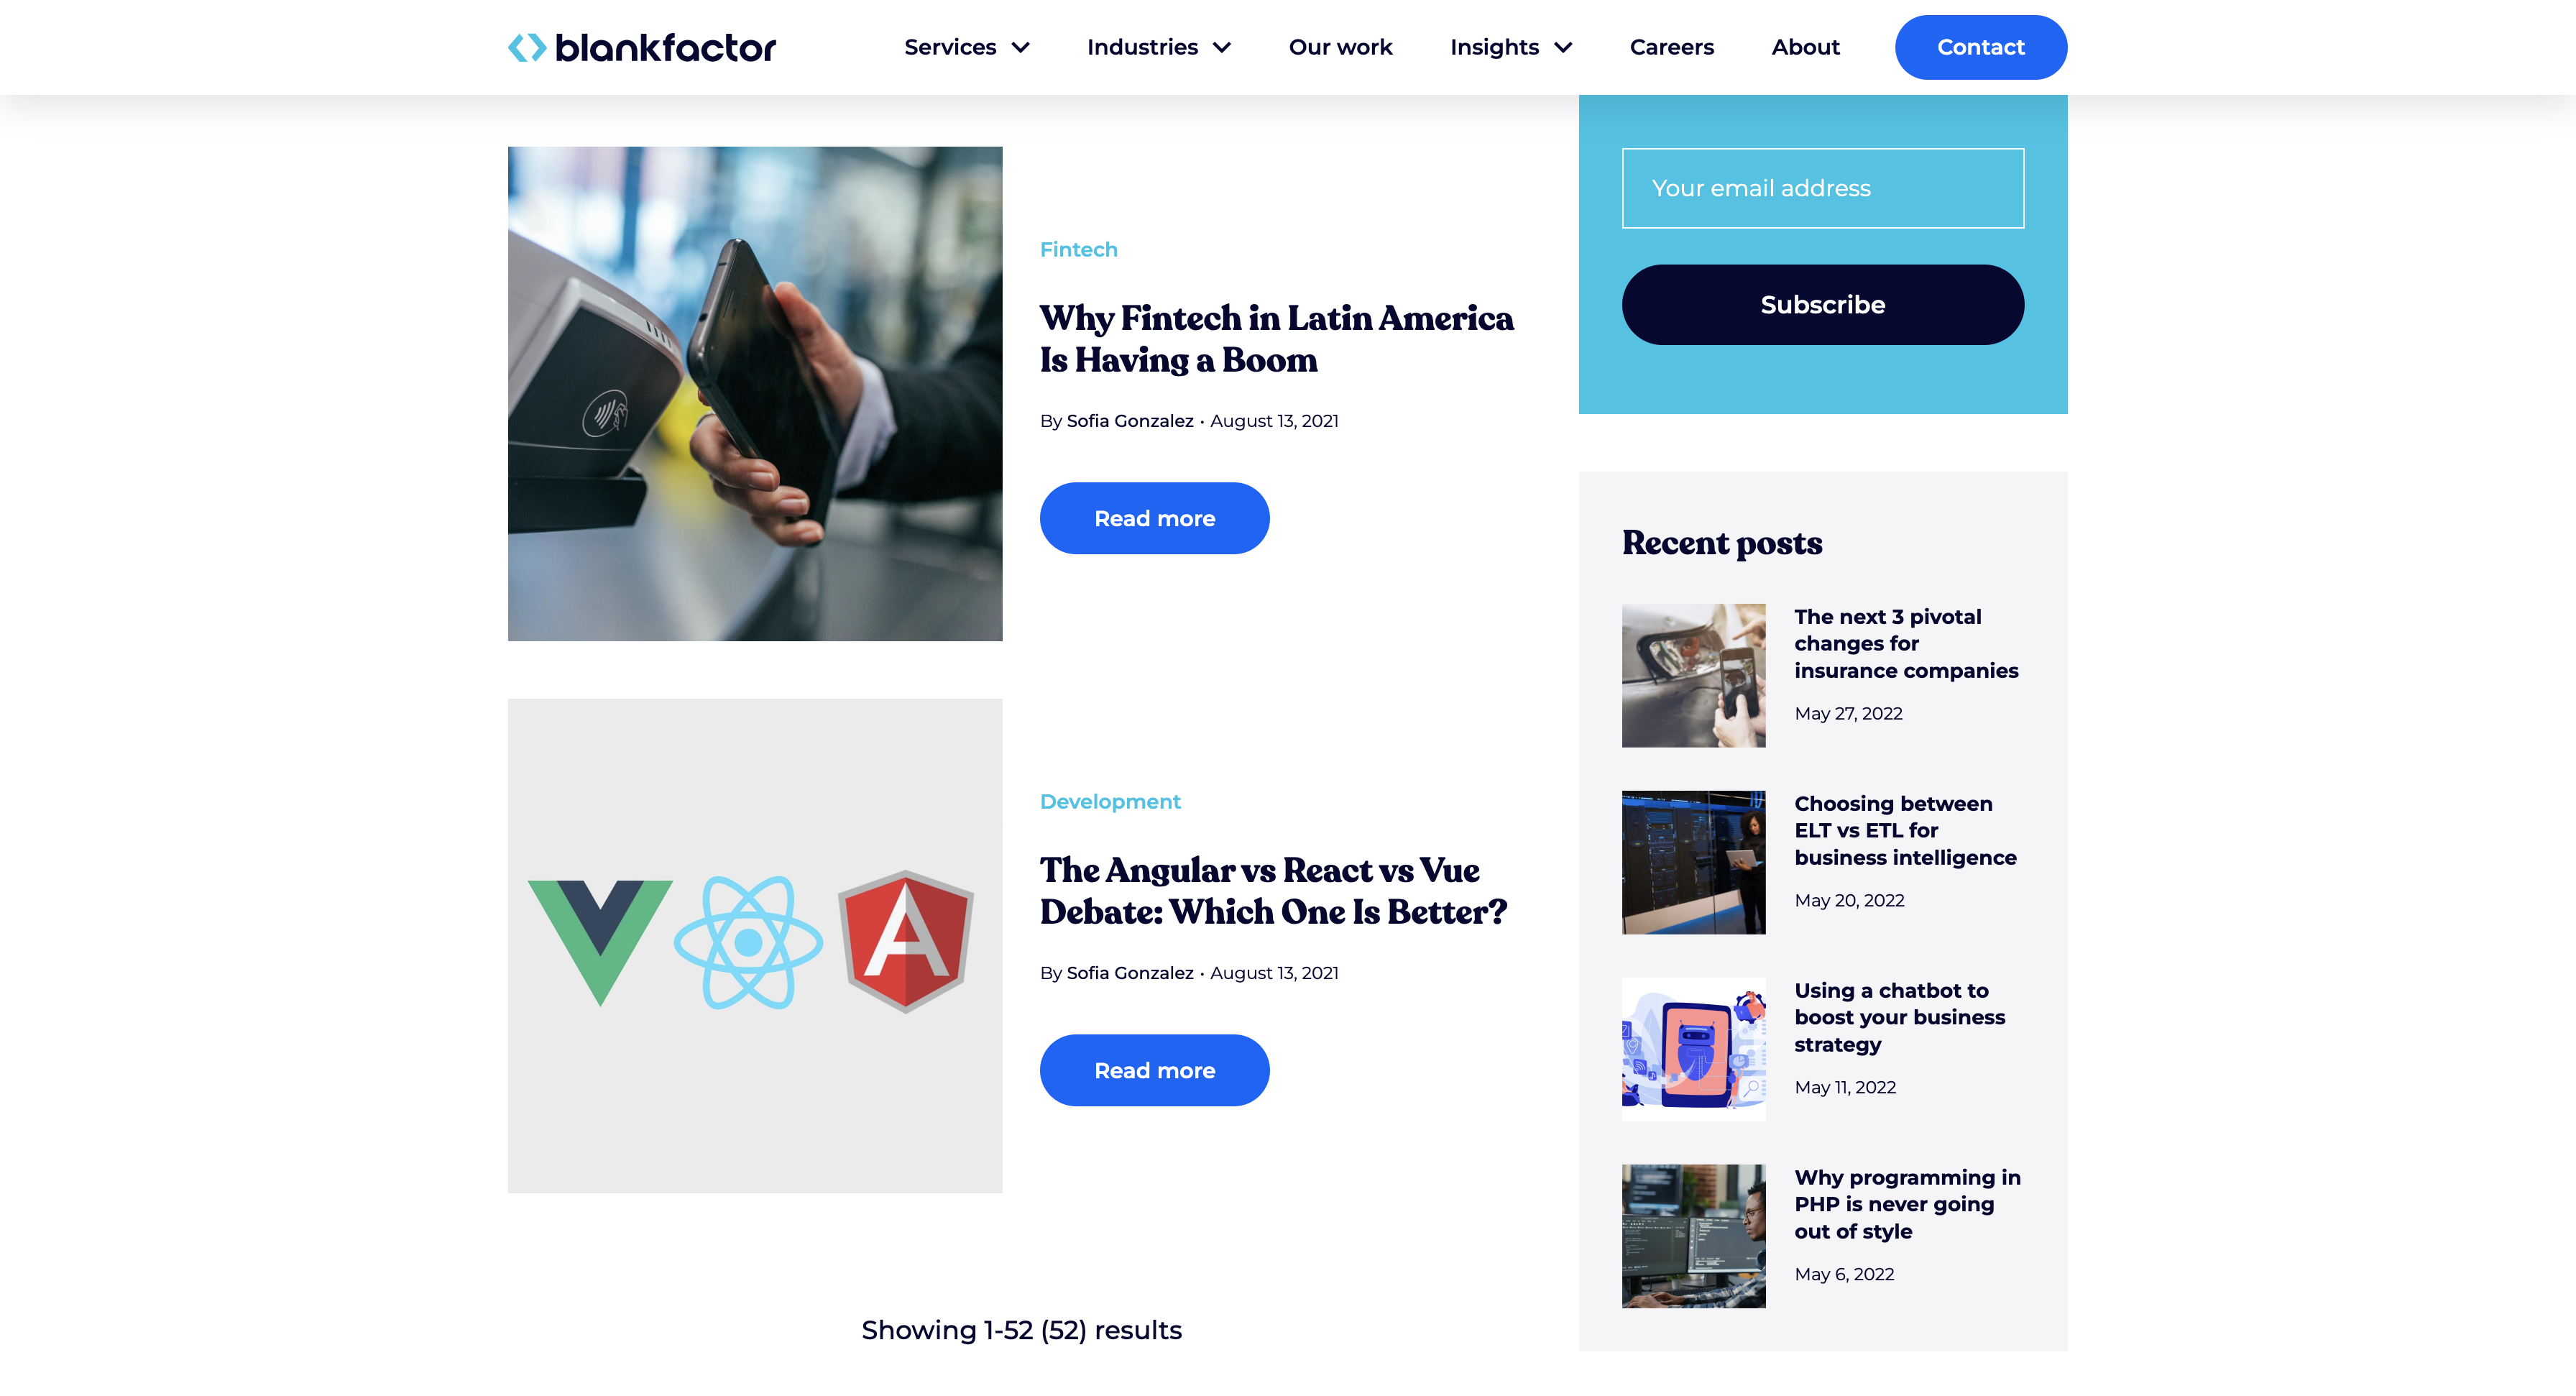 blankfactor
Services
Industries
Our work
Insights
Careers
About
Contact
Fintech
Why Fintech in Latin America
Is Having a Boom
By Sofia Gonzalez · August 13, 2021
Read more
Development
The Angular vs React vs Vue
Debate: Which One Is Better?
By Sofia Gonzalez · August 13, 2021
Read more
Showing 1-52 (52) results
Your email address
Subscribe
Recent posts
The next 3 pivotal
changes for
insurance companies
May 27, 2022
Choosing between
ELT vs ETL for
business intelligence
May 20, 2022
Using a chatbot to
boost your business
strategy
May 11, 2022
Why programming in
PHP is never going
out of style
May 6, 2022